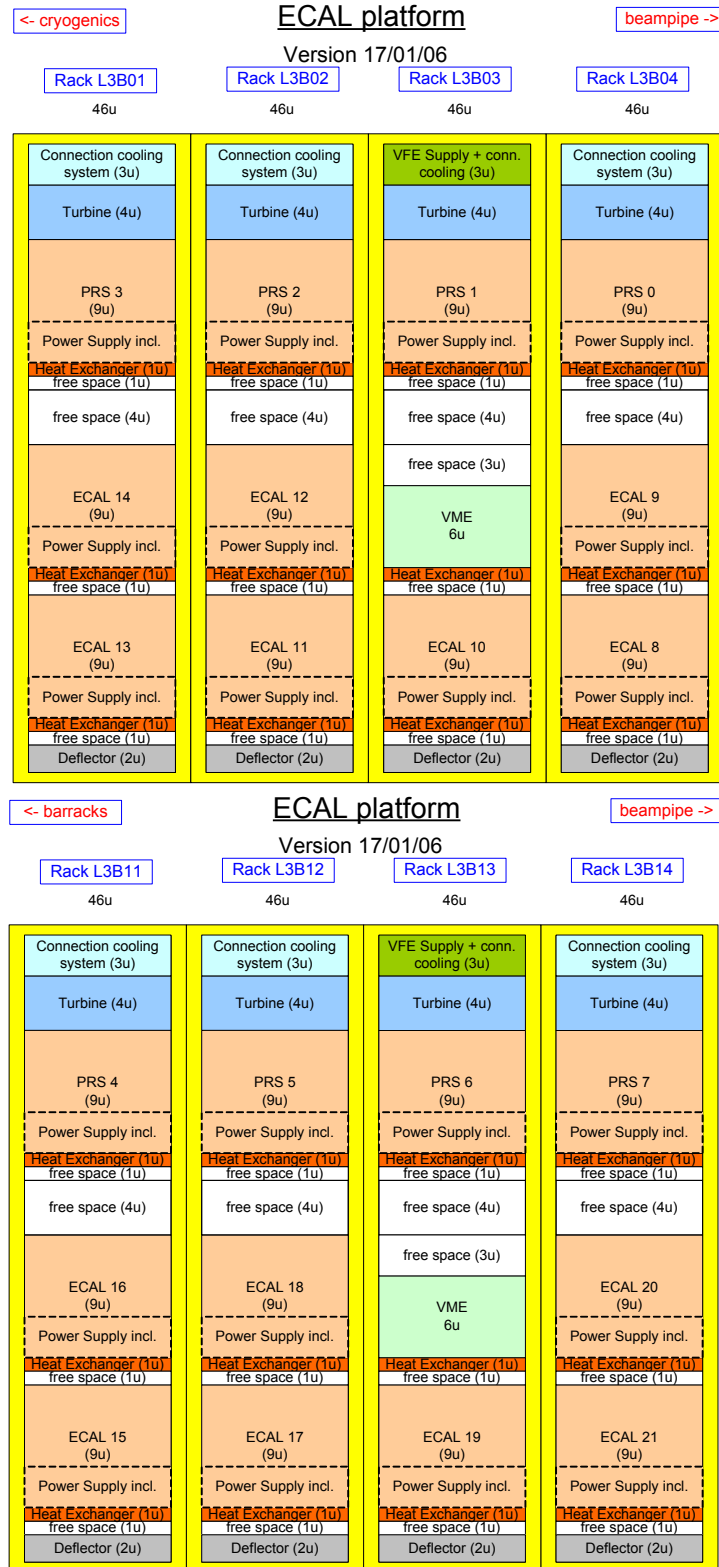 <- cryogenics
ECAL platform
beampipe ->
Version 17/01/06
Rack L3B01
Rack L3B02
Rack L3B03
Rack L3B04
46u
46u
46u
46u
Connection cooling
system (3u)
Turbine (4u)
PRS 3
(9u)
Power Supply incl.
Heat Exchanger (1u)
free space (1u)
free space (4u)
ECAL 14
(9u)
Power Supply incl.
Heat Exchanger (1u)
free space (1u)
ECAL 13
(9u)
Power Supply incl.
Heat Exchanger (1u)
free space (1u)
Deflector (2u)
Connection cooling
system (3u)
Turbine (4u)
PRS 2
(9u)
Power Supply incl.
Heat Exchanger (1u)
free space (1u)
free space (4u)
ECAL 12
(9u)
Power Supply incl.
Heat Exchanger (1u)
free space (1u)
ECAL 11
(9u)
Power Supply incl.
Heat Exchanger (1u)
free space (1u)
Deflector (2u)
VFE Supply + conn.
cooling (3u)
Turbine (4u)
PRS 1
(9u)
Power Supply incl.
Heat Exchanger (1u)
free space (1u)
free space (4u)
free space (3u)
VME
6u
Heat Exchanger (1u)
free space (1u)
ECAL 10
(9u)
Power Supply incl.
Heat Exchanger (1u)
free space (1u)
Deflector (2u)
Connection cooling
system (3u)
Turbine (4u)
PRS 0
(9u)
Power Supply incl.
Heat Exchanger (1u)
free space (1u)
free space (4u)
ECAL 9
(9u)
Power Supply incl.
Heat Exchanger (1u)
free space (1u)
ECAL 8
(9u)
Power Supply incl.
Heat Exchanger (1u)
free space (1u)
Deflector (2u)
<- barracks
ECAL platform
beampipe ->
Version 17/01/06
Rack L3B11
Rack L3B12
Rack L3B13
Rack L3B14
46u
46u
46u
46u
Connection cooling
system (3u)
Turbine (4u)
PRS 4
(9u)
Power Supply incl.
Heat Exchanger (1u)
free space (1u)
free space (4u)
ECAL 16
(9u)
Power Supply incl.
Heat Exchanger (1u)
free space (1u)
ECAL 15
(9u)
Power Supply incl.
Heat Exchanger (1u)
free space (1u)
Deflector (2u)
Connection cooling
system (3u)
Turbine (4u)
PRS 5
(9u)
Power Supply incl.
Heat Exchanger (1u)
free space (1u)
free space (4u)
ECAL 18
(9u)
Power Supply incl.
Heat Exchanger (1u)
free space (1u)
ECAL 17
(9u)
Power Supply incl.
Heat Exchanger (1u)
free space (1u)
Deflector (2u)
VFE Supply + conn.
cooling (3u)
Turbine (4u)
PRS 6
(9u)
Power Supply incl.
Heat Exchanger (1u)
free space (1u)
free space (4u)
free space (3u)
VME
6u
Heat Exchanger (1u)
free space (1u)
ECAL 19
(9u)
Power Supply incl.
Heat Exchanger (1u)
free space (1u)
Deflector (2u)
Connection cooling
system (3u)
Turbine (4u)
PRS 7
(9u)
Power Supply incl.
Heat Exchanger (1u)
free space (1u)
free space (4u)
ECAL 20
(9u)
Power Supply incl.
Heat Exchanger (1u)
free space (1u)
ECAL 21
(9u)
Power Supply incl.
Heat Exchanger (1u)
free space (1u)
Deflector (2u)